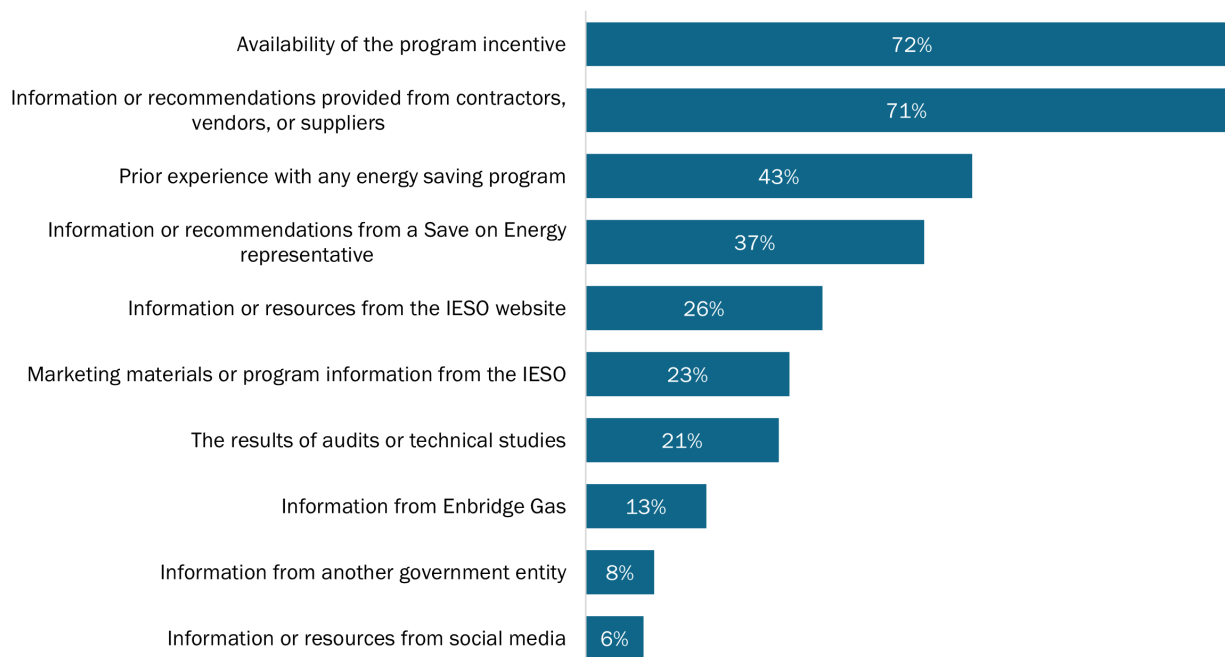 Availability of the program incentive
72%
Information or recommendations provided from contractors,
vendors, or suppliers
71%
Prior experience with any energy saving program
43%
Information or recommendations from a Save on Energy
representative
37%
Information or resources from the IESO website
26%
Marketing materials or program information from the IESO
23%
The results of audits or technical studies
21%
Information from Enbridge Gas
13%
Information from another government entity
8%
Information or resources from social media
6%